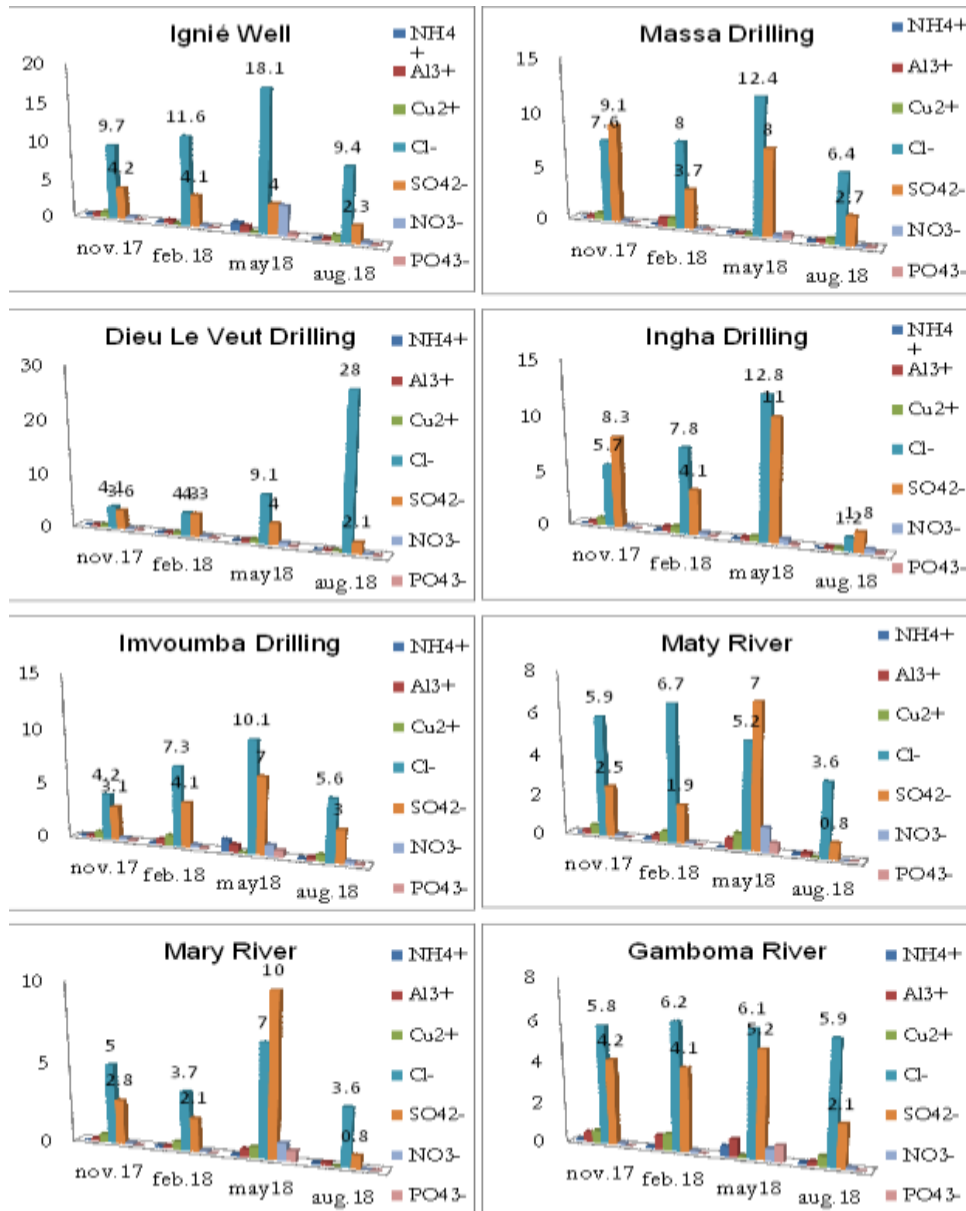 Ignié Well
20
15
10
5
0
9.7
4.2
11.6
4.1
18.1
4
9.4
2.3
nov.17
feb.18
may18
aug.18
NH4
+
Al3+
Cu2+
Cl-
SO42-
NO3-
PO43-
Massa Drilling
15
10
5
0
7.6
9.1
8
3.7
12.4
8
6.4
2.7
nov.17
feb.18
may18
aug.18
NH4+
Al3+
Cu2+
Cl-
SO42-
NO3-
PO43-
Dieu Le Veut Drilling
30
20
10
0
4.1
3.6
4
4.3
9.1
4
28
2.1
nov.17
feb.18
may18
aug.18
NH4+
Al3+
Cu2+
Cl-
SO42-
NO3-
PO43-
Ingha Drilling
15
10
5
0
5.7
8.3
7.8
4.1
12.8
11
1.2
1.8
nov.17
feb.18
may18
aug.18
NH4
+
Al3+
Cu2+
Cl-
SO42-
NO3-
PO43-
Imvoumba Drilling
15
10
5
0
4.2
3.1
7.3
4.1
10.1
7
5.6
3
nov.17
feb.18
may18
aug.18
NH4+
Al3+
Cu2+
Cl-
SO42-
NO3-
PO43-
Maty River
8
6
4
2
0
5.9
2.5
6.7
1.9
5.2
7
3.6
0.8
nov.17
feb.18
may18
aug.18
NH4+
Al3+
Cu2+
Cl-
SO42-
NO3-
PO43-
Mary River
10
5
0
5
2.8
3.7
2.1
7
10
3.6
0.8
nov.17
feb.18
may18
aug.18
NH4+
Al3+
Cu2+
Cl-
SO42-
NO3-
PO43-
Gamboma River
8
6
4
2
0
5.8
4.2
6.2
4.1
6.1
5.2
5.9
2.1
nov.17
feb.18
may18
aug.18
NH4+
Al3+
Cu2+
Cl-
SO42-
NO3-
PO43-